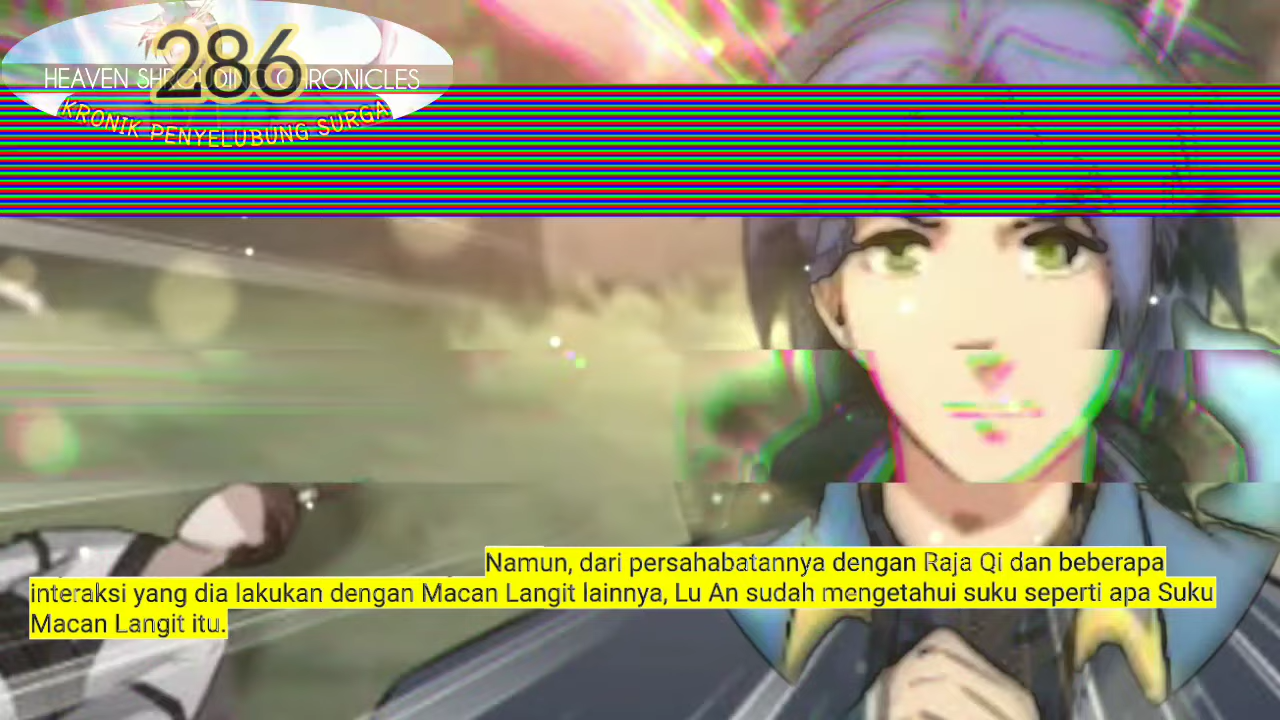 286
HEAVEN SHROUDING CHRONICLES
KRONIK PENYELUBUNG SURGA
Namun, dari persahabatannya dengan Raja Qi dan beberapa
interaksi yang dia lakukan dengan Macan Langit lainnya, Lu An sudah mengetahui suku seperti apa Suku
Macan Langit itu.